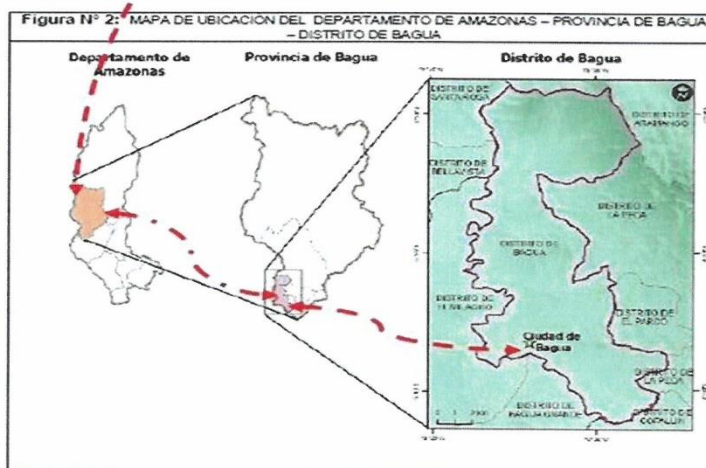 Figura N° 2: MAPA DE UBICACIÓN DEL DEPARTAMENTO DE AMAZONAS – PROVINCIA DE BAGUA
– DISTRITO DE BAGUA
Departamento de
Amazonas
Provincia de Bagua
Distrito de Bagua
DISTRITO DE
DISTRITO DE
ARAMANGO
DISTRITO DE
BELLAVISTA
DISTRITO DE
LA PECA
DISTRITO DE
BAGUA
DISTRITO DE
EL MILAGRO
DISTRITO DE
EL PARCO
Ciudad de
Bagua
DISTRITO DE
LA PECA
DISTRITO DE
BAGUA GRANDE
DISTRITO DE
COPALLIN